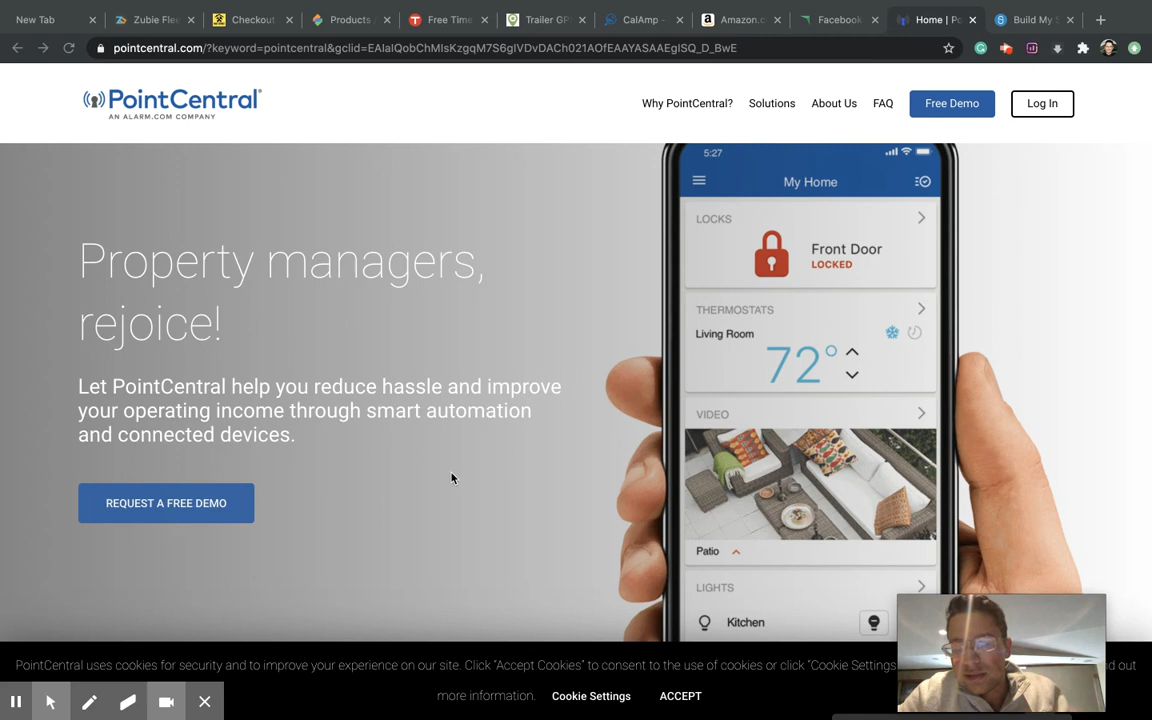 New Tab
Zubie Flee
Checkout
Products /
Free Time
Trailer GP
CalAmp -
Amazon.c
Facebook
Home | Po
Build My S
pointcentral.com/?keyword=pointcentral&gclid=EAIaIQobChMIsKzgqM7S6gIVDvDACh021AOfEAAYASAAEgISQ_D_BwE
PointCentral
AN ALARM.COM COMPANY
Why PointCentral?
Solutions
About Us
FAQ
Free Demo
Log In
5:27
My Home
LOCKS
Front Door
LOCKED
THERMOSTATS
Living Room
72°
VIDEO
Patio
LIGHTS
Kitchen
Property managers,
rejoice!
Let PointCentral help you reduce hassle and improve
your operating income through smart automation
and connected devices.
REQUEST A FREE DEMO
PointCentral uses cookies for security and to improve your experience on our site. Click "Accept Cookies" to consent to the use of cookies or click "Cookie Settings
nd out
more information.
Cookie Settings
ACCEPT